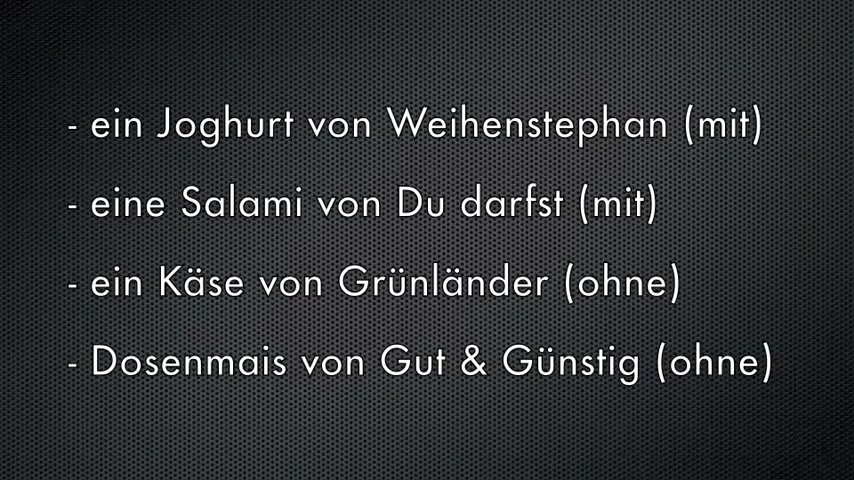 - ein Joghurt von Weihenstephan (mit)
- eine Salami von Du darfst (mit)
- ein Käse von Grünländer (ohne)
- Dosenmais von Gut & Günstig (ohne)